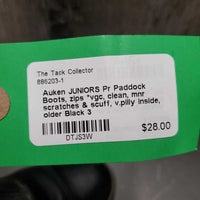 The Tack Collector
886203-1
Auken JUNIORS Pr Paddock
Boots, zips *vgc, clean, mnr
scratches & scuff, v.pilly inside,
older Black 3
$28.00
DTJS3W